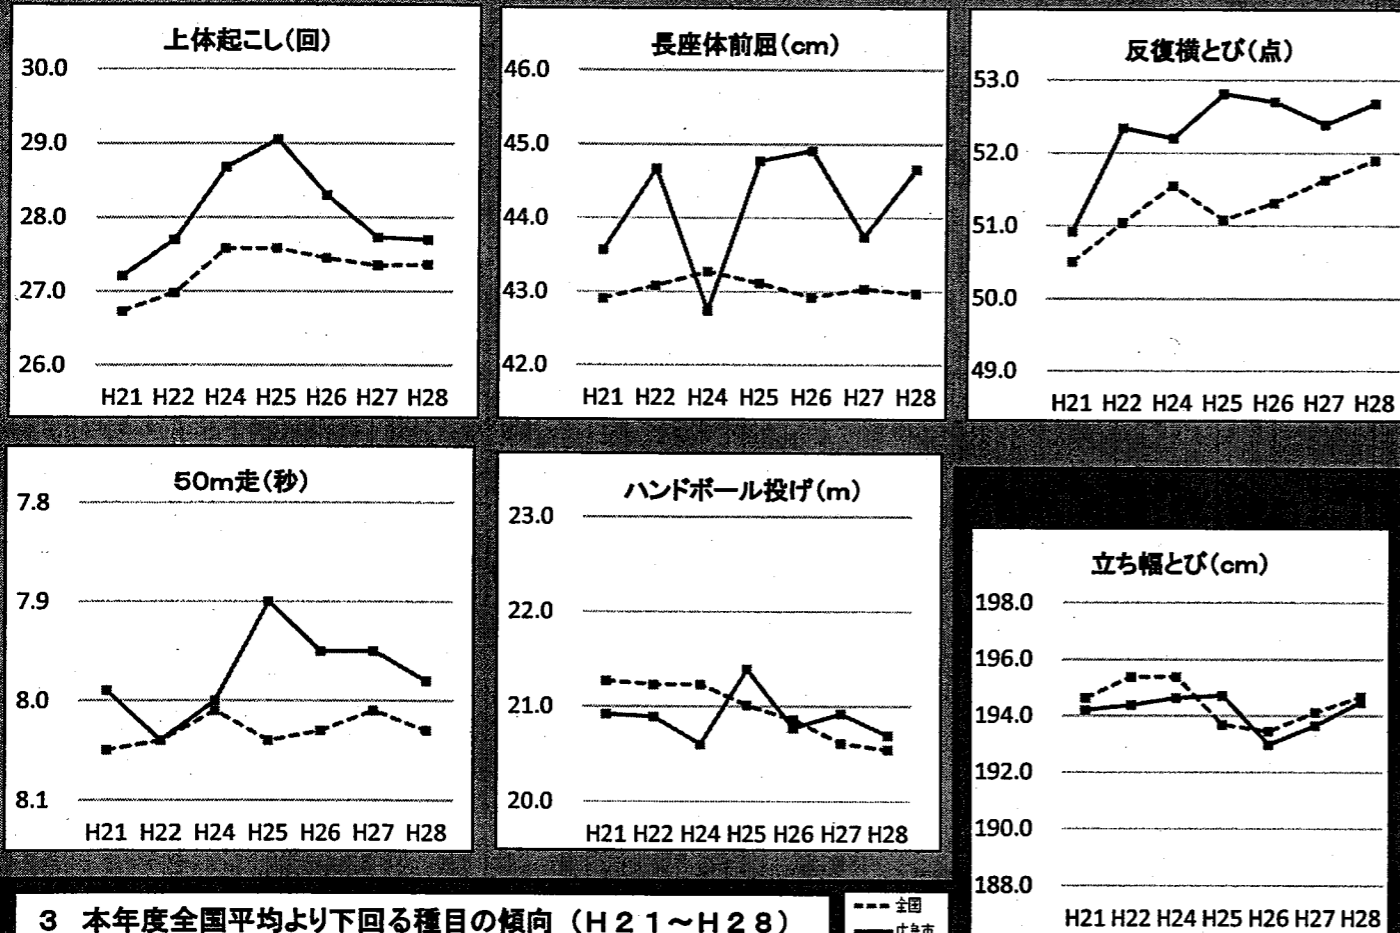 上体起こし(回)
30.0
29.0
28.0
27.0
26.0
H21 H22 H24 H25 H26 H27 H28
長座体前屈(cm)
46.0
45.0
44.0
43.0
42.0
H21 H22 H24 H25 H26 H27 H28
反復横とび(点)
53.0
52.0
51.0
50.0
49.0
H21 H22 H24 H25 H26 H27 H28
50m走(秒)
7.8
7.9
8.0
8.1
H21 H22 H24 H25 H26 H27 H28
ハンドボール投げ(m)
23.0
22.0
21.0
20.0
H21 H22 H24 H25 H26 H27 H28
立ち幅とび(cm)
198.0
196.0
194.0
192.0
190.0
188.0
H21 H22 H24 H25 H26 H27 H28
3 本年度全国平均より下回る種目の傾向(H21~H28)
全国
広島市